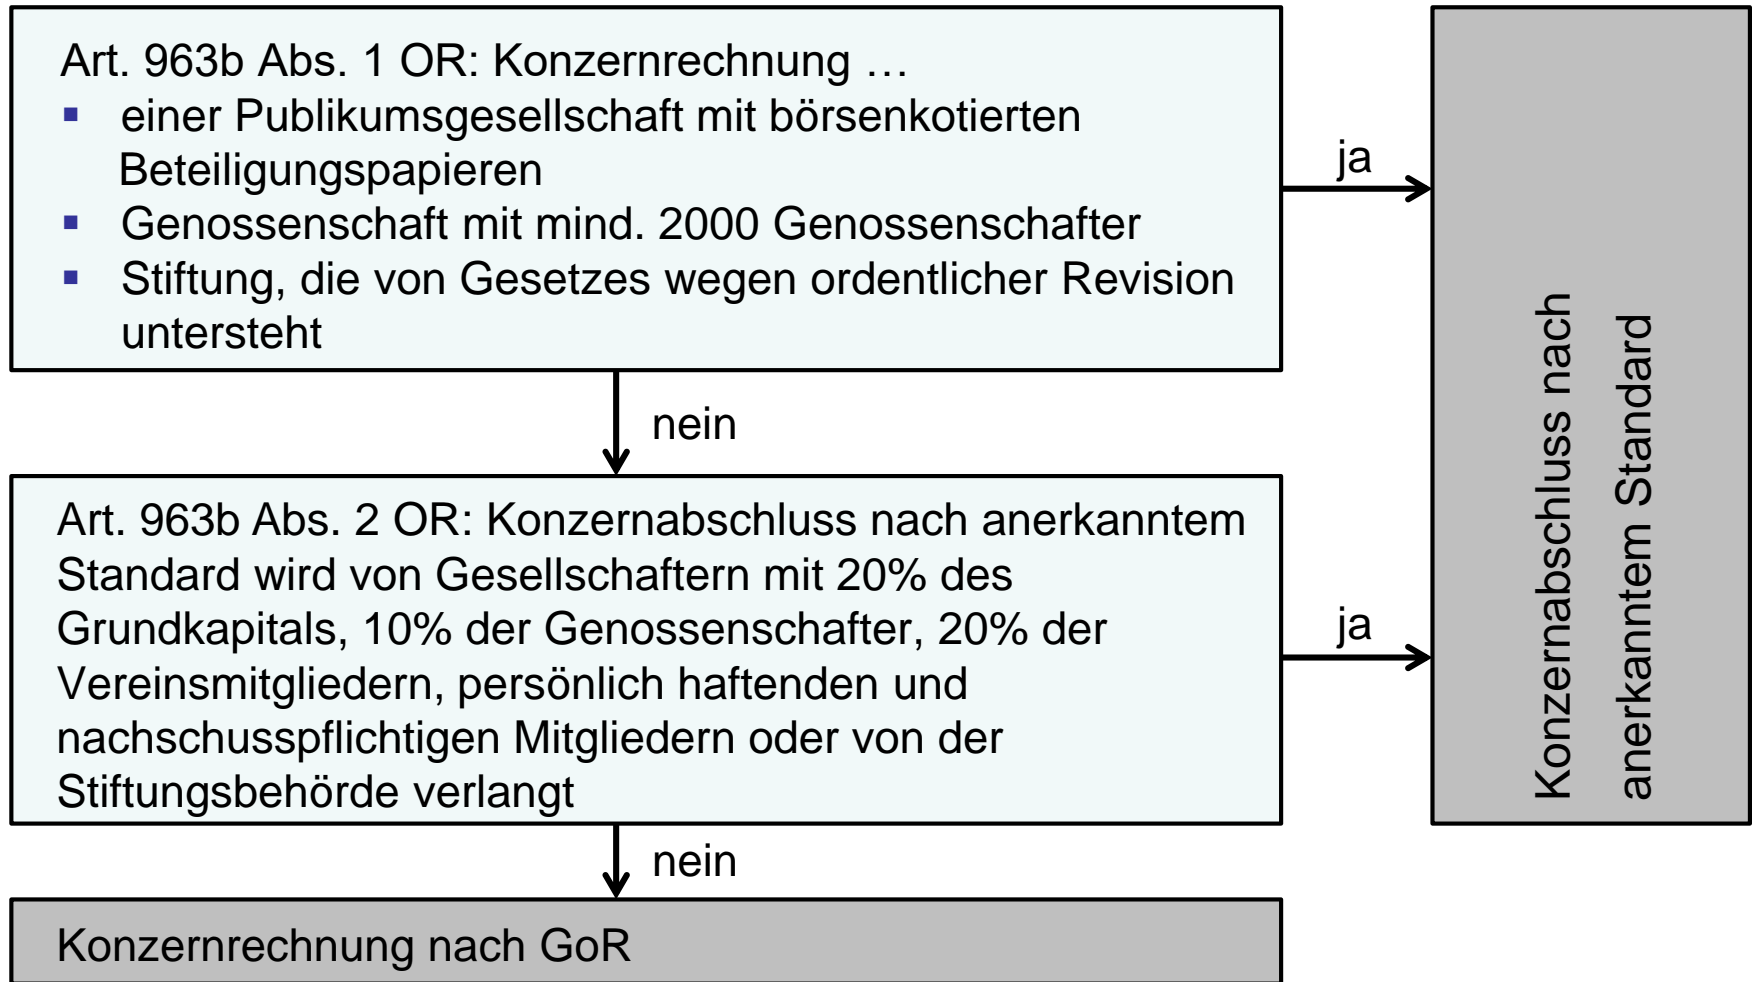 Art. 963b Abs. 1 OR: Konzernrechnung …
▪ einer Publikumsgesellschaft mit börsenkotierten
Beteiligungspapieren
▪ Genossenschaft mit mind. 2000 Genossenschafter
▪ Stiftung, die von Gesetzes wegen ordentlicher Revision
untersteht
ja
nein
Art. 963b Abs. 2 OR: Konzernabschluss nach anerkanntem
Standard wird von Gesellschaftern mit 20% des
Grundkapitals, 10% der Genossenschafter, 20% der
Vereinsmitgliedern, persönlich haftenden und
nachschusspflichtigen Mitgliedern oder von der
Stiftungsbehörde verlangt
ja
nein
Konzernrechnung nach GoR
Konzernabschluss nach
anerkanntem Standard